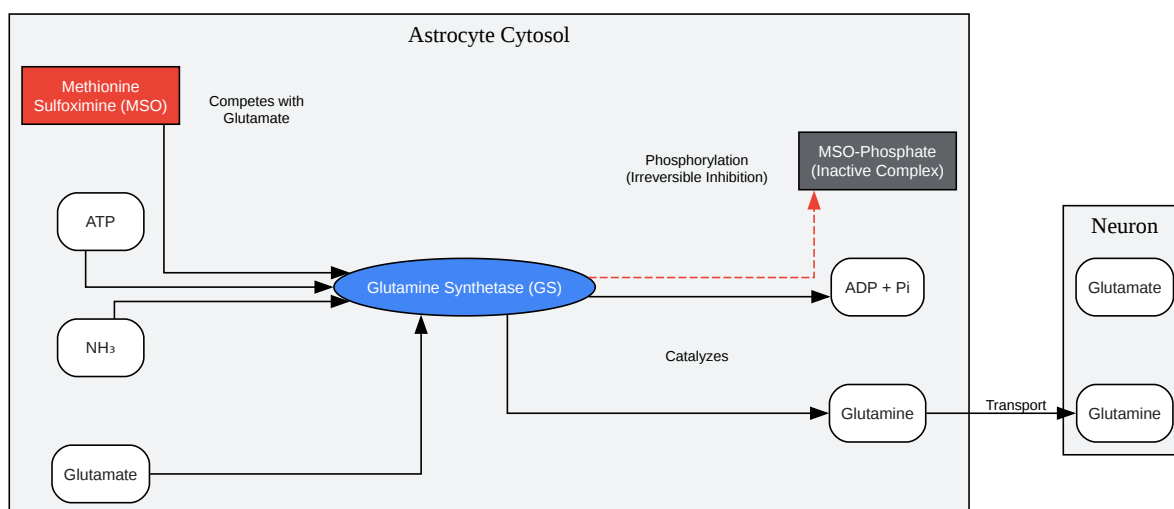 Astrocyte Cytosol
Methionine
Sulfoximine (MSO)
Competes with
Glutamate
Phosphorylation
(Irreversible Inhibition)
MSO-Phosphate
(Inactive Complex)
ATP
Neuron
Glutamine Synthetase (GS)
ADP + Pi
Glutamate
NH₃
Catalyzes
Glutamine
Transport
Glutamine
Glutamate